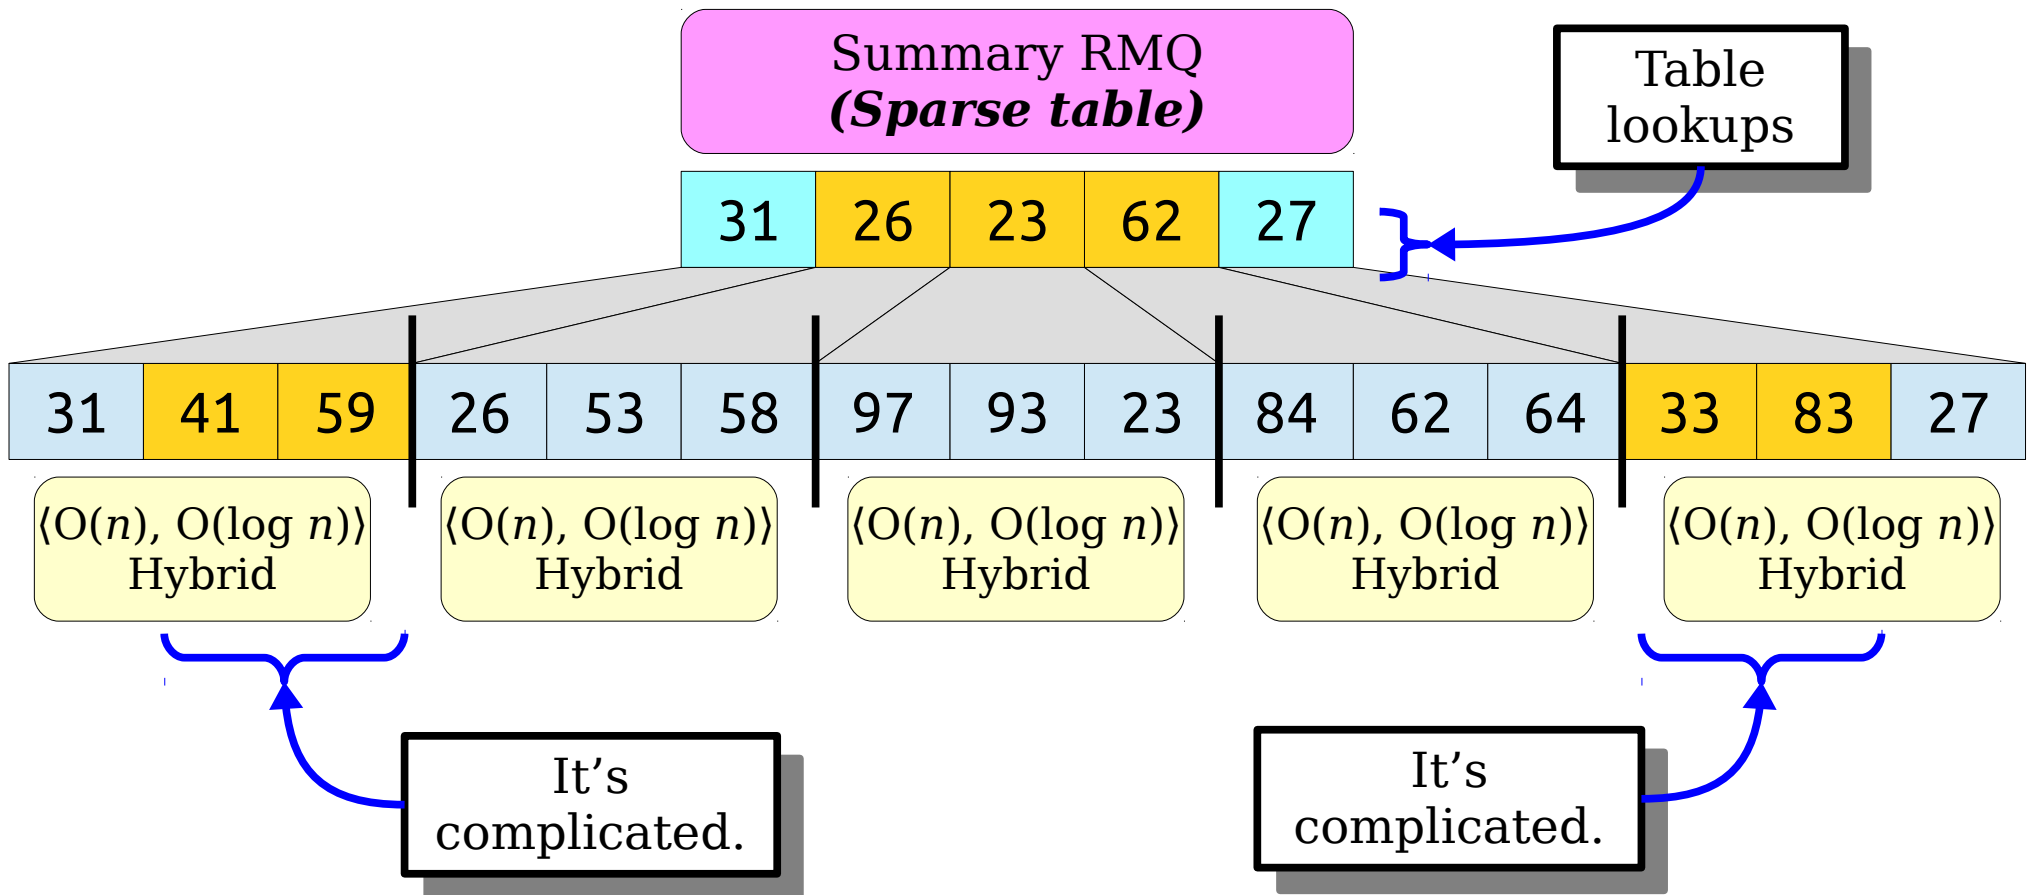 Summary RMQ
(Sparse table)
Table
lookups
31 26 23 62 27
31 41 59 26 53 58 97 93 23 84 62 64 33 83 27
⟨O(n), O(log n)⟩
Hybrid
⟨O(n), O(log n)⟩
Hybrid
⟨O(n), O(log n)⟩
Hybrid
⟨O(n), O(log n)⟩
Hybrid
⟨O(n), O(log n)⟩
Hybrid
It’s
complicated.
It’s
complicated.